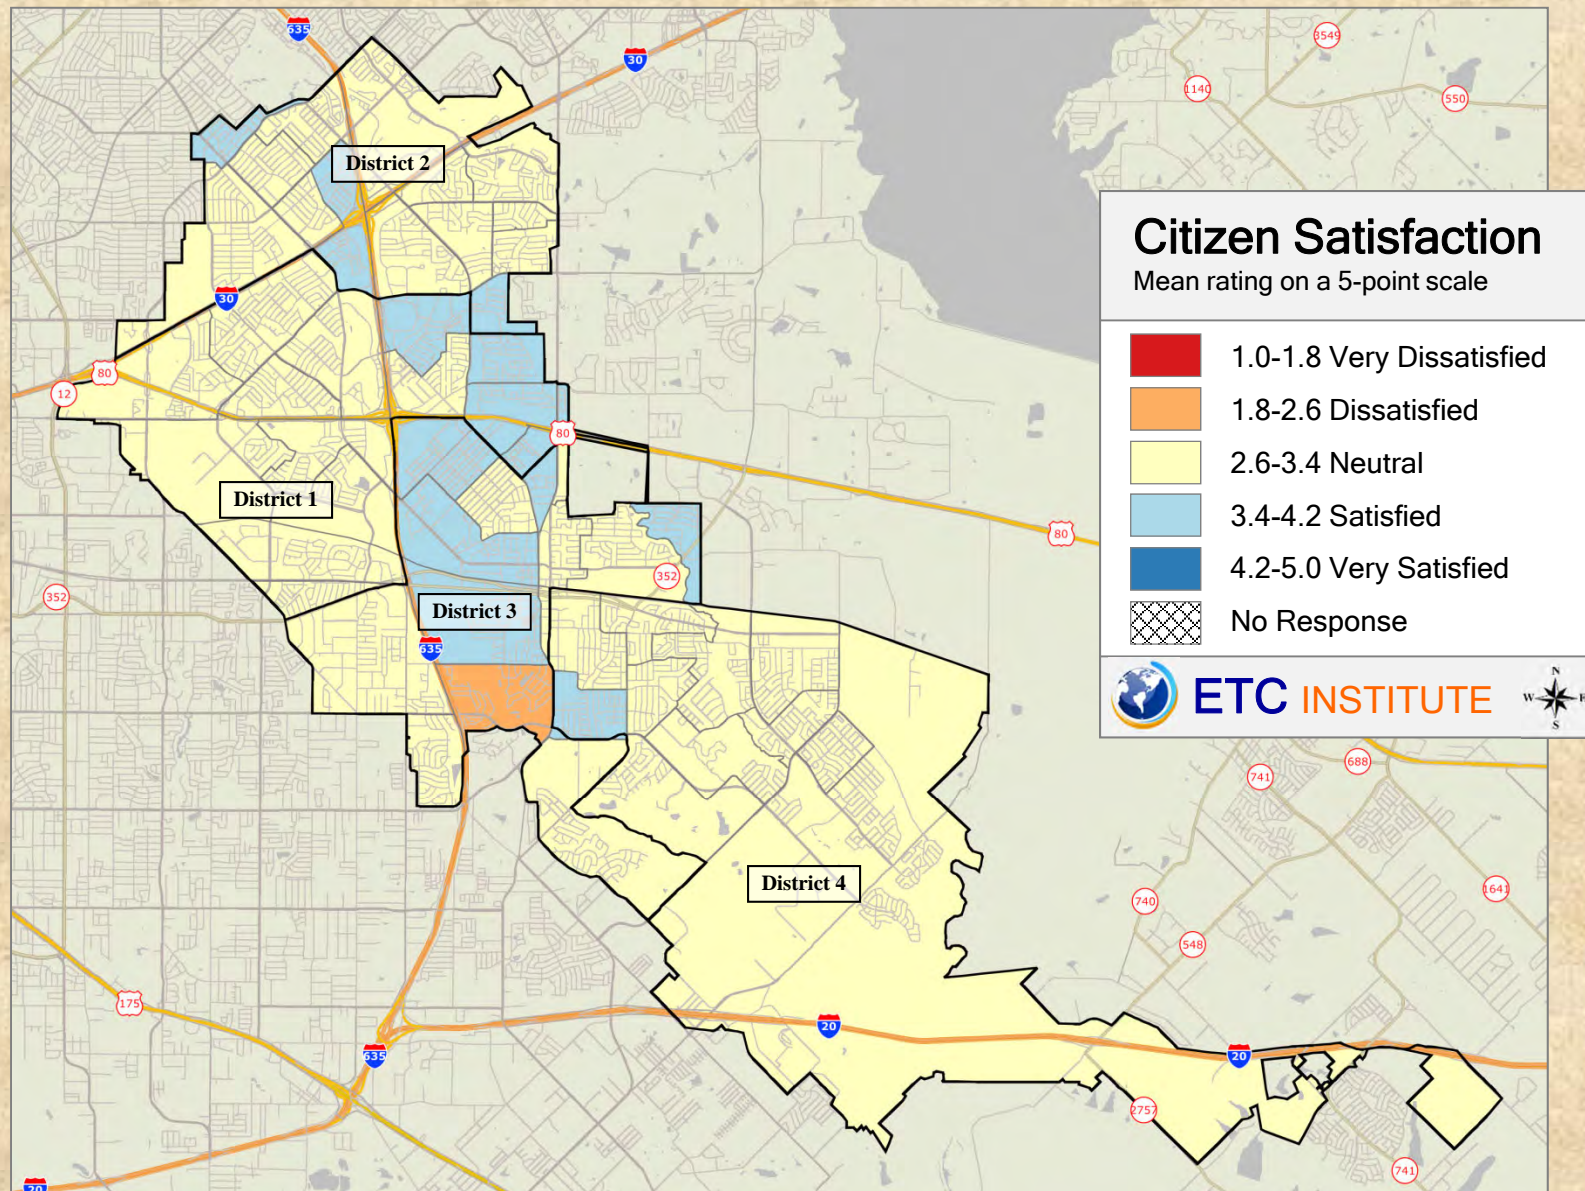 635
30
3549
1140
550
District 2
Citizen Satisfaction
Mean rating on a 5-point scale
30
80
12
1.0-1.8 Very Dissatisfied
1.8-2.6 Dissatisfied
2.6-3.4 Neutral
3.4-4.2 Satisfied
4.2-5.0 Very Satisfied
No Response
ETC INSTITUTE
N
W
E
S
80
District 1
80
352
352
District 3
635
688
741
District 4
1641
740
548
175
20
635
20
2757
741
20